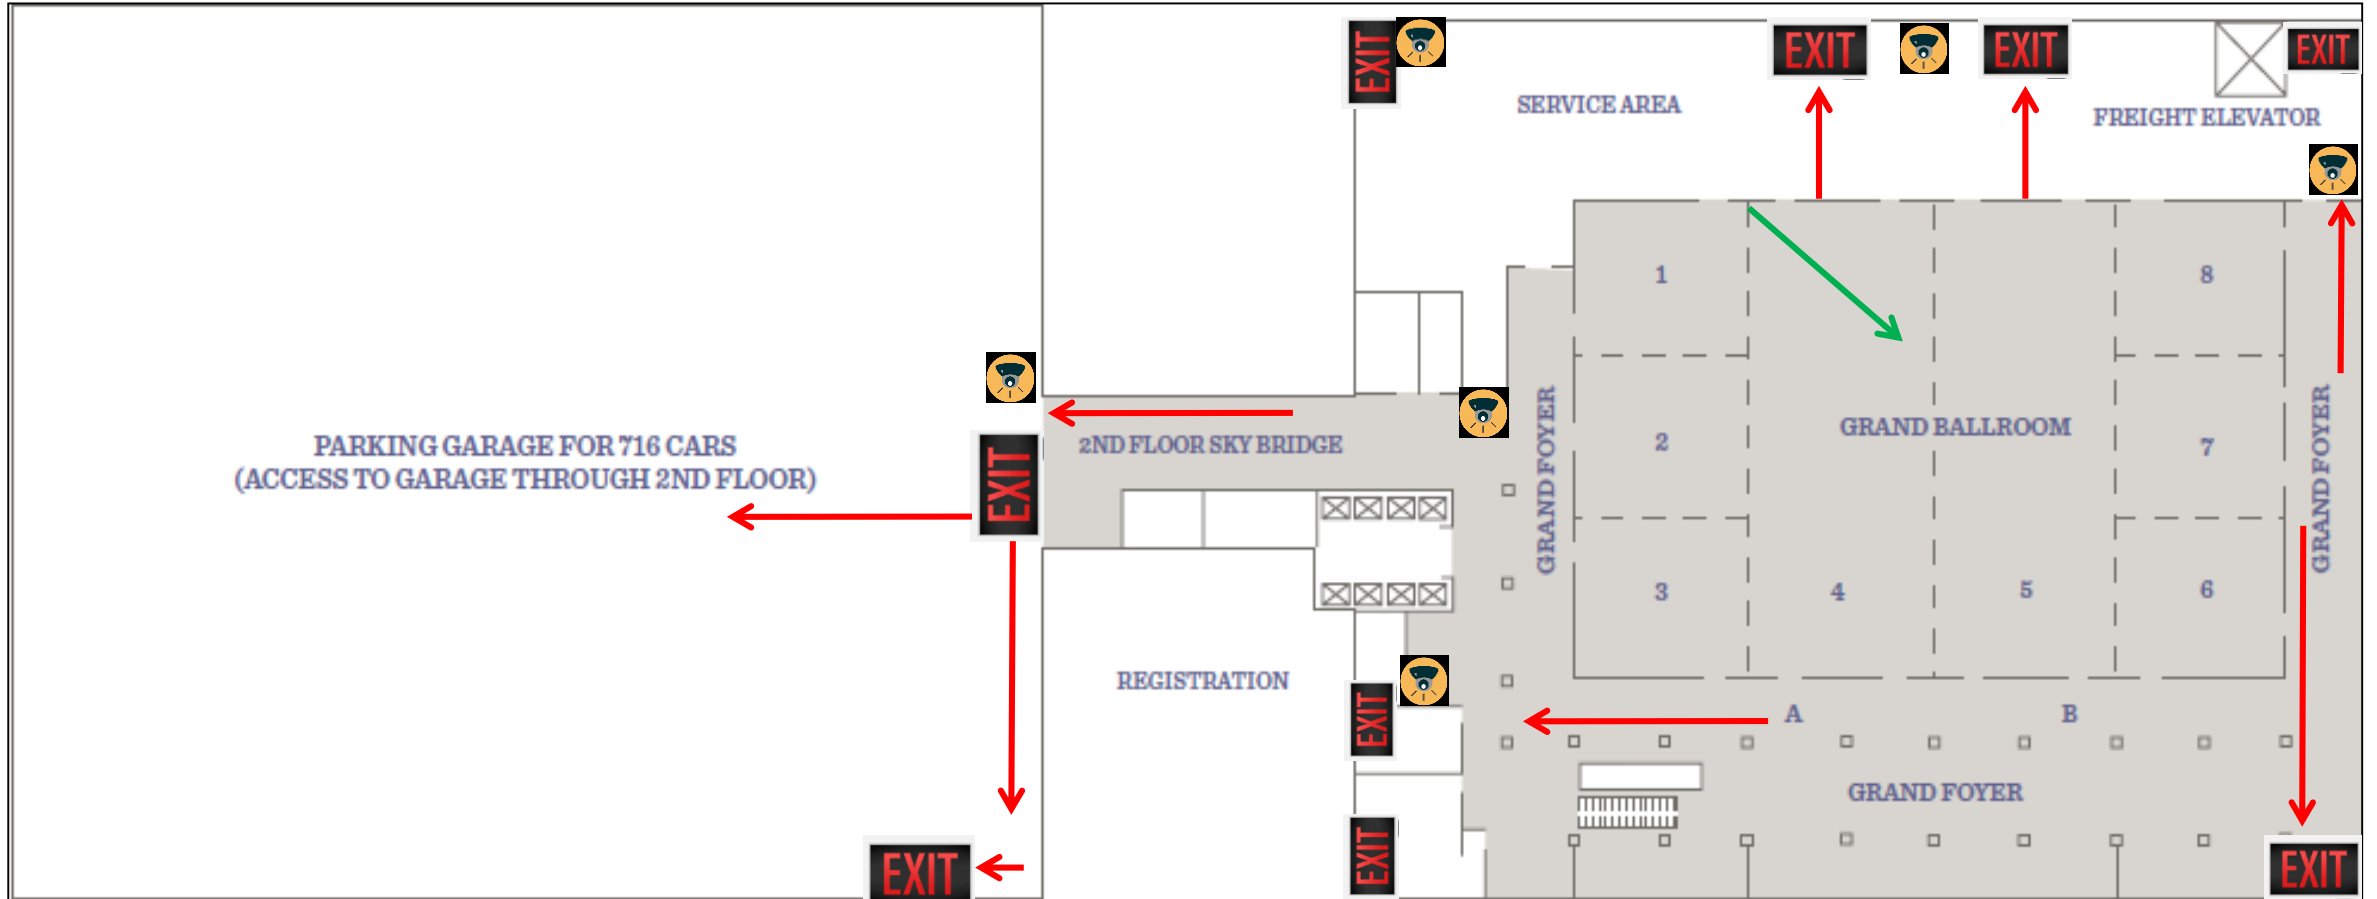 EXIT
EXIT
EXIT
EXIT
SERVICE AREA
FREIGHT ELEVATOR
1
8
GRAND FOYER
GRAND BALLROOM
GRAND FOYER
PARKING GARAGE FOR 716 CARS
(ACCESS TO GARAGE THROUGH 2ND FLOOR)
EXIT
2ND FLOOR SKY BRIDGE
2
7
3
4
5
6
REGISTRATION
EXIT
A
B
GRAND FOYER
EXIT
EXIT
EXIT